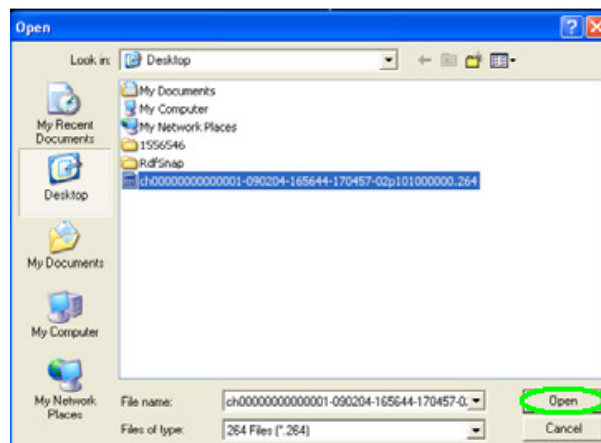 Open
Look in: Desktop
My Recent
Documents
Desktop
My Documents
My Computer
My Network
Places
My Documents
My Computer
My Network Places
1556546
RdfSnap
ch00000000000001-090204-165644-170457-02p101000000.264
File name: ch00000000000001-090204-165644-170457-0; Open
Files of type: 264 Files (*.264) Cancel